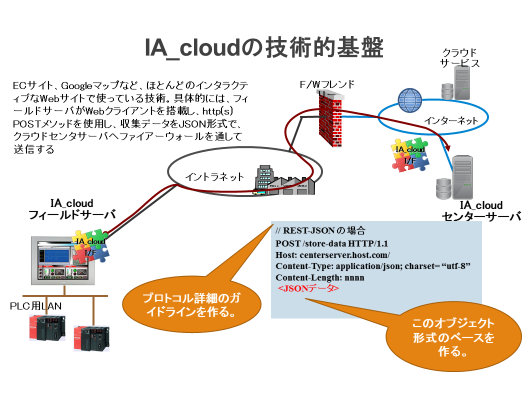 IA_cloudの技術的基盤
ECサイト、Googleマップなど、ほとんどのインタラクテ
ィブなWebサイトで使っている技術。具体的には、フィ
ールドサーバがWebクライアントを搭載し、http(s)
POSTメソッドを使用し、収集データをJSON形式で、
クラウドセンタサーバへファイアーウォールを通して
送信する
F/Wフレンド
クラウド
サービス
インターネット
IA_cloud
I/F
イントラネット
IA_cloud
センターサーバ
IA_cloud
フィールドサーバ
IA_cloud
I/F
PLC用LAN
// REST-JSONの場合
POST /store-data HTTP/1.1
Host: centerserver.host.com/
Content-Type: application/json; charset= “utf-8”
Content-Length: nnnn
<JSONデータ>
プロトコル詳細のガ
イドラインを作る。
このオブジェクト
形式のベースを
作る。